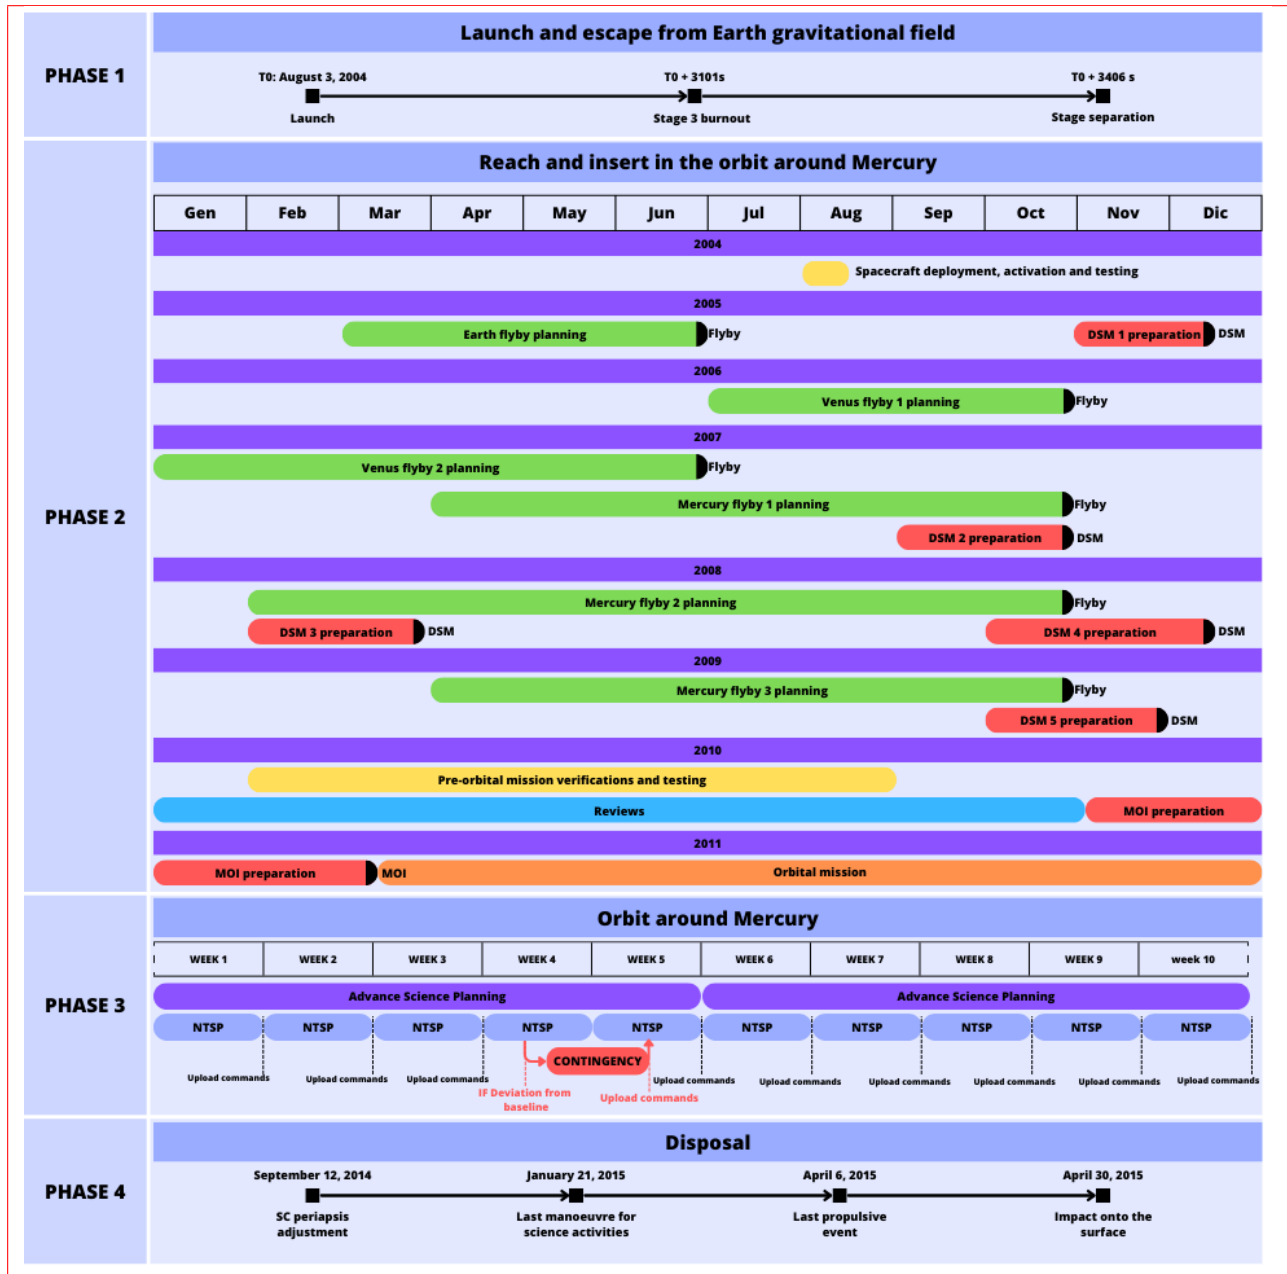 PHASE 1
Launch and escape from Earth gravitational field
T0: August 3, 2004
T0 + 3101s
T0 + 3406 s
Launch
Stage 3 burnout
Stage separation
PHASE 2
Reach and insert in the orbit around Mercury
Gen Feb Mar Apr May Jun Jul Aug Sep Oct Nov Dic
2004
Spacecraft deployment, activation and testing
2005
Earth flyby planning Flyby DSM 1 preparation DSM
2006
Venus flyby 1 planning Flyby
2007
Venus flyby 2 planning Flyby
Mercury flyby 1 planning Flyby
DSM 2 preparation DSM
2008
Mercury flyby 2 planning Flyby
DSM 3 preparation DSM DSM 4 preparation DSM
2009
Mercury flyby 3 planning Flyby
DSM 5 preparation DSM
2010
Pre-orbital mission verifications and testing
Reviews MOI preparation
2011
MOI preparation MOI Orbital mission
PHASE 3
Orbit around Mercury
WEEK 1 WEEK 2 WEEK 3 WEEK 4 WEEK 5 WEEK 6 WEEK 7 WEEK 8 WEEK 9 week 10
Advance Science Planning Advance Science Planning
NTSP NTSP NTSP NTSP NTSP NTSP NTSP NTSP NTSP NTSP
CONTINGENCY
Upload commands Upload commands Upload commands Upload commands Upload commands Upload commands Upload commands Upload commands Upload commands
IF Deviation from
baseline
Upload commands
PHASE 4
Disposal
September 12, 2014
January 21, 2015
April 6, 2015
April 30, 2015
SC periapsis
adjustment
Last manoeuvre for
science activities
Last propulsive
event
Impact onto the
surface